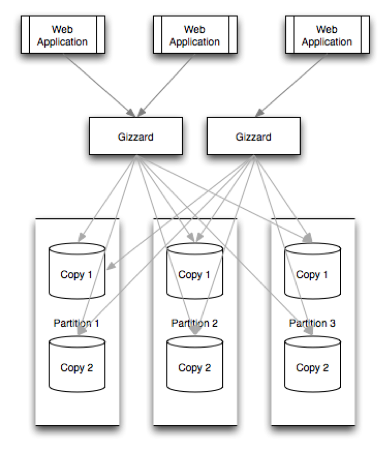 Web
Application
Web
Application
Web
Application
Gizzard
Gizzard
Copy 1
Copy 1
Copy 1
Partition 1
Partition 2
Partition 3
Copy 2
Copy 2
Copy 2